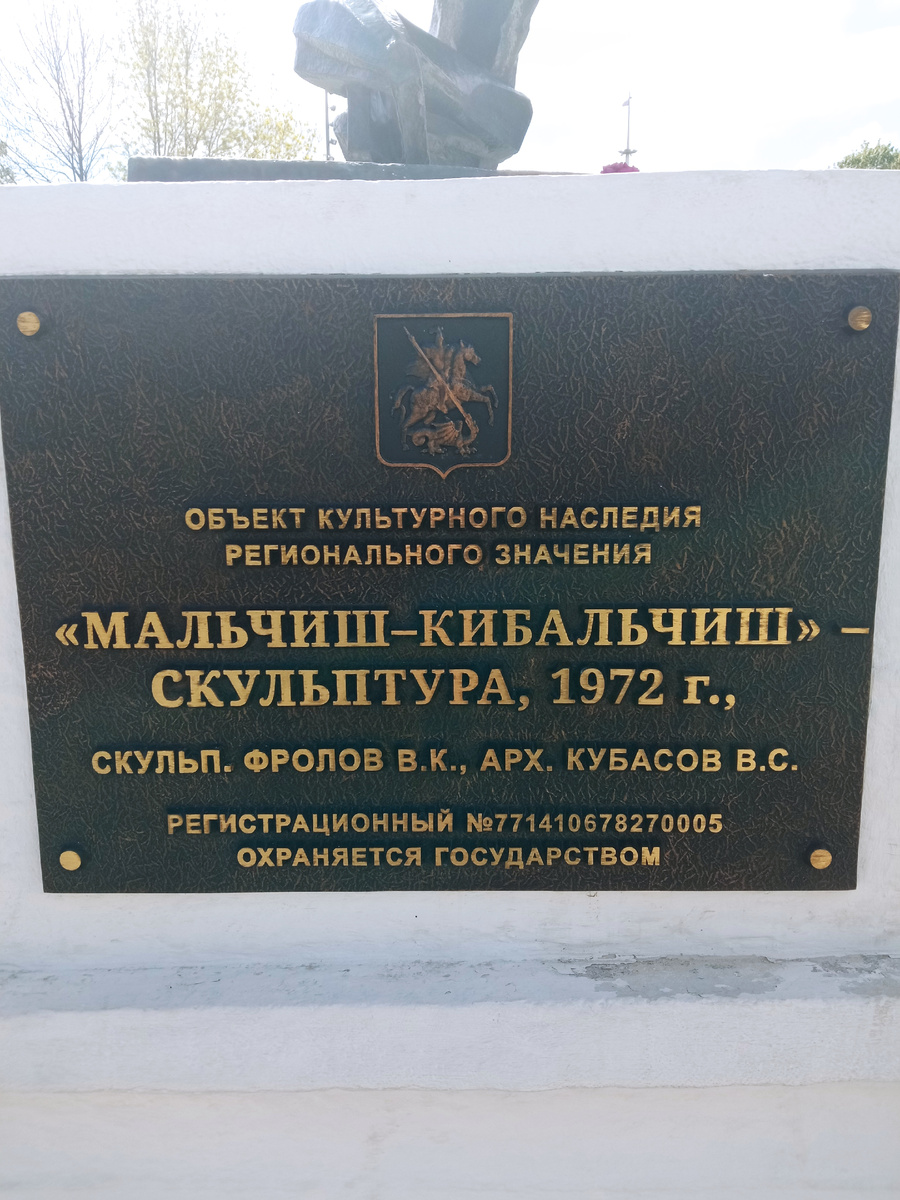 ОБЪЕКТ КУЛЬТУРНОГО НАСЛЕДИЯ
РЕГИОНАЛЬНОГО ЗНАЧЕНИЯ
«МАЛЬЧИШ–КИБАЛЬЧИШ» –
СКУЛЬПТУРА, 1972 г.,
СКУЛЬП. ФРОЛОВ В.К., АРХ. КУБАСОВ В.С.
РЕГИСТРАЦИОННЫЙ №771410678270005
ОХРАНЯЕТСЯ ГОСУДАРСТВОМ